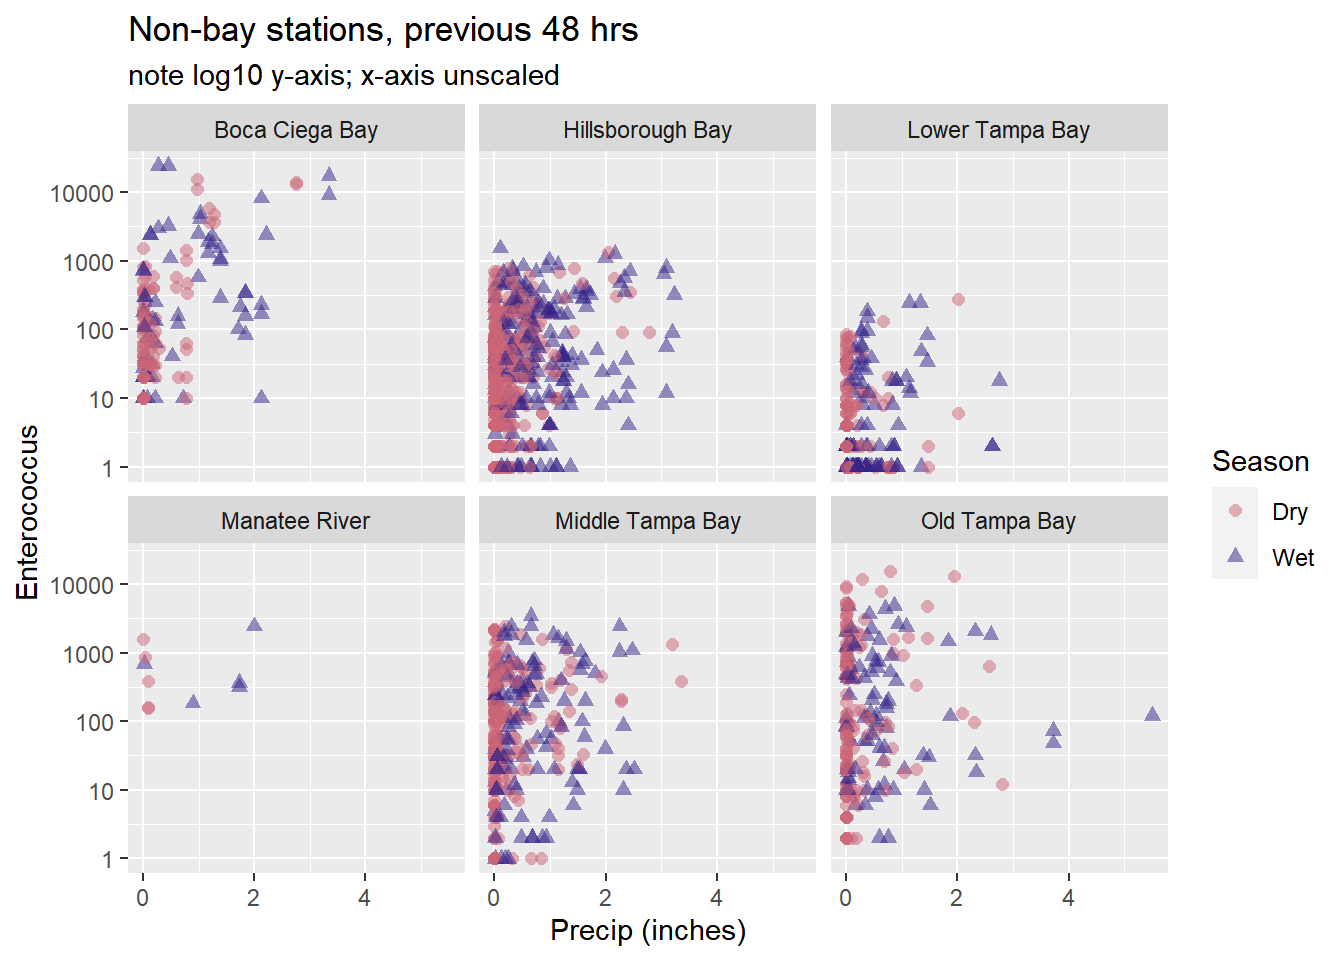 Non-bay stations, previous 48 hrs
note log10 y-axis; x-axis unscaled
Boca Ciega Bay
Hillsborough Bay
Lower Tampa Bay
10000
1000
100
10
1
Manatee River
Middle Tampa Bay
Old Tampa Bay
10000
1000
100
10
1
0 2 4
0 2 4
0 2 4
Precip (inches)
Enterococcus
Season
Dry
Wet